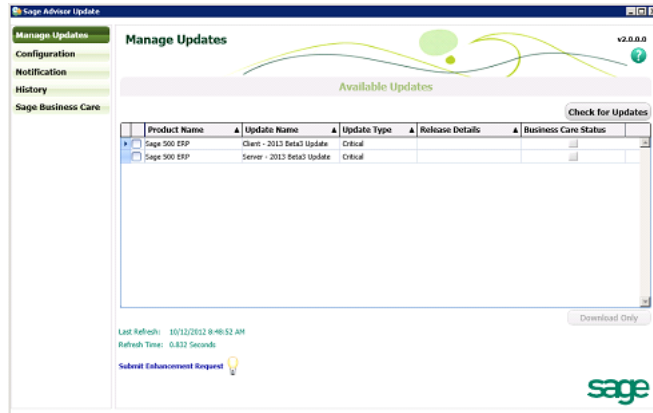 Sage Advisor Update
Manage Updates
Configuration
Notification
History
Sage Business Care
Manage Updates
v2.0.0.0
?
Available Updates
Check for Updates
Product Name Update Name Update Type Release Details Business Care Status
Sage 500 ERP Client - 2013 Beta3 Update Critical
Sage 500 ERP Server - 2013 Beta3 Update Critical
Download Only
Last Refresh: 10/12/2012 8:48:52 AM
Refresh Time: 0.832 Seconds
Submit Enhancement Request
sage